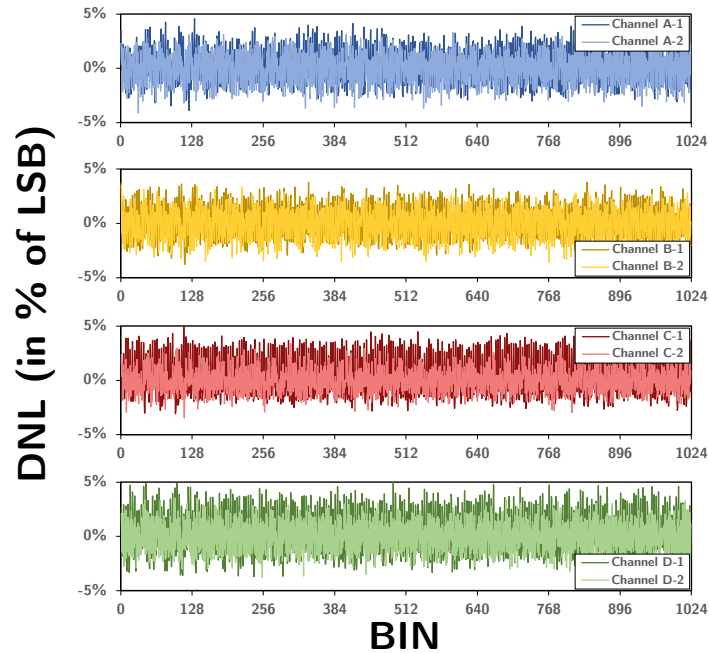 DNL (in % of LSB)
5%
Channel A-1
Channel A-2
0%
-5%
0 128 256 384 512 640 768 896 1024
5%
0%
Channel B-1
Channel B-2
-5%
0 128 256 384 512 640 768 896 1024
5%
Channel C-1
Channel C-2
0%
-5%
0 128 256 384 512 640 768 896 1024
5%
0%
Channel D-1
Channel D-2
-5%
0 128 256 384 512 640 768 896 1024
BIN